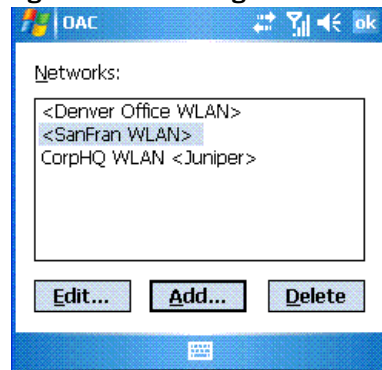 OAC ok
Networks:
<Denver Office WLAN>
<SanFran WLAN>
CorpHQ WLAN <Juniper>
Edit... Add... Delete